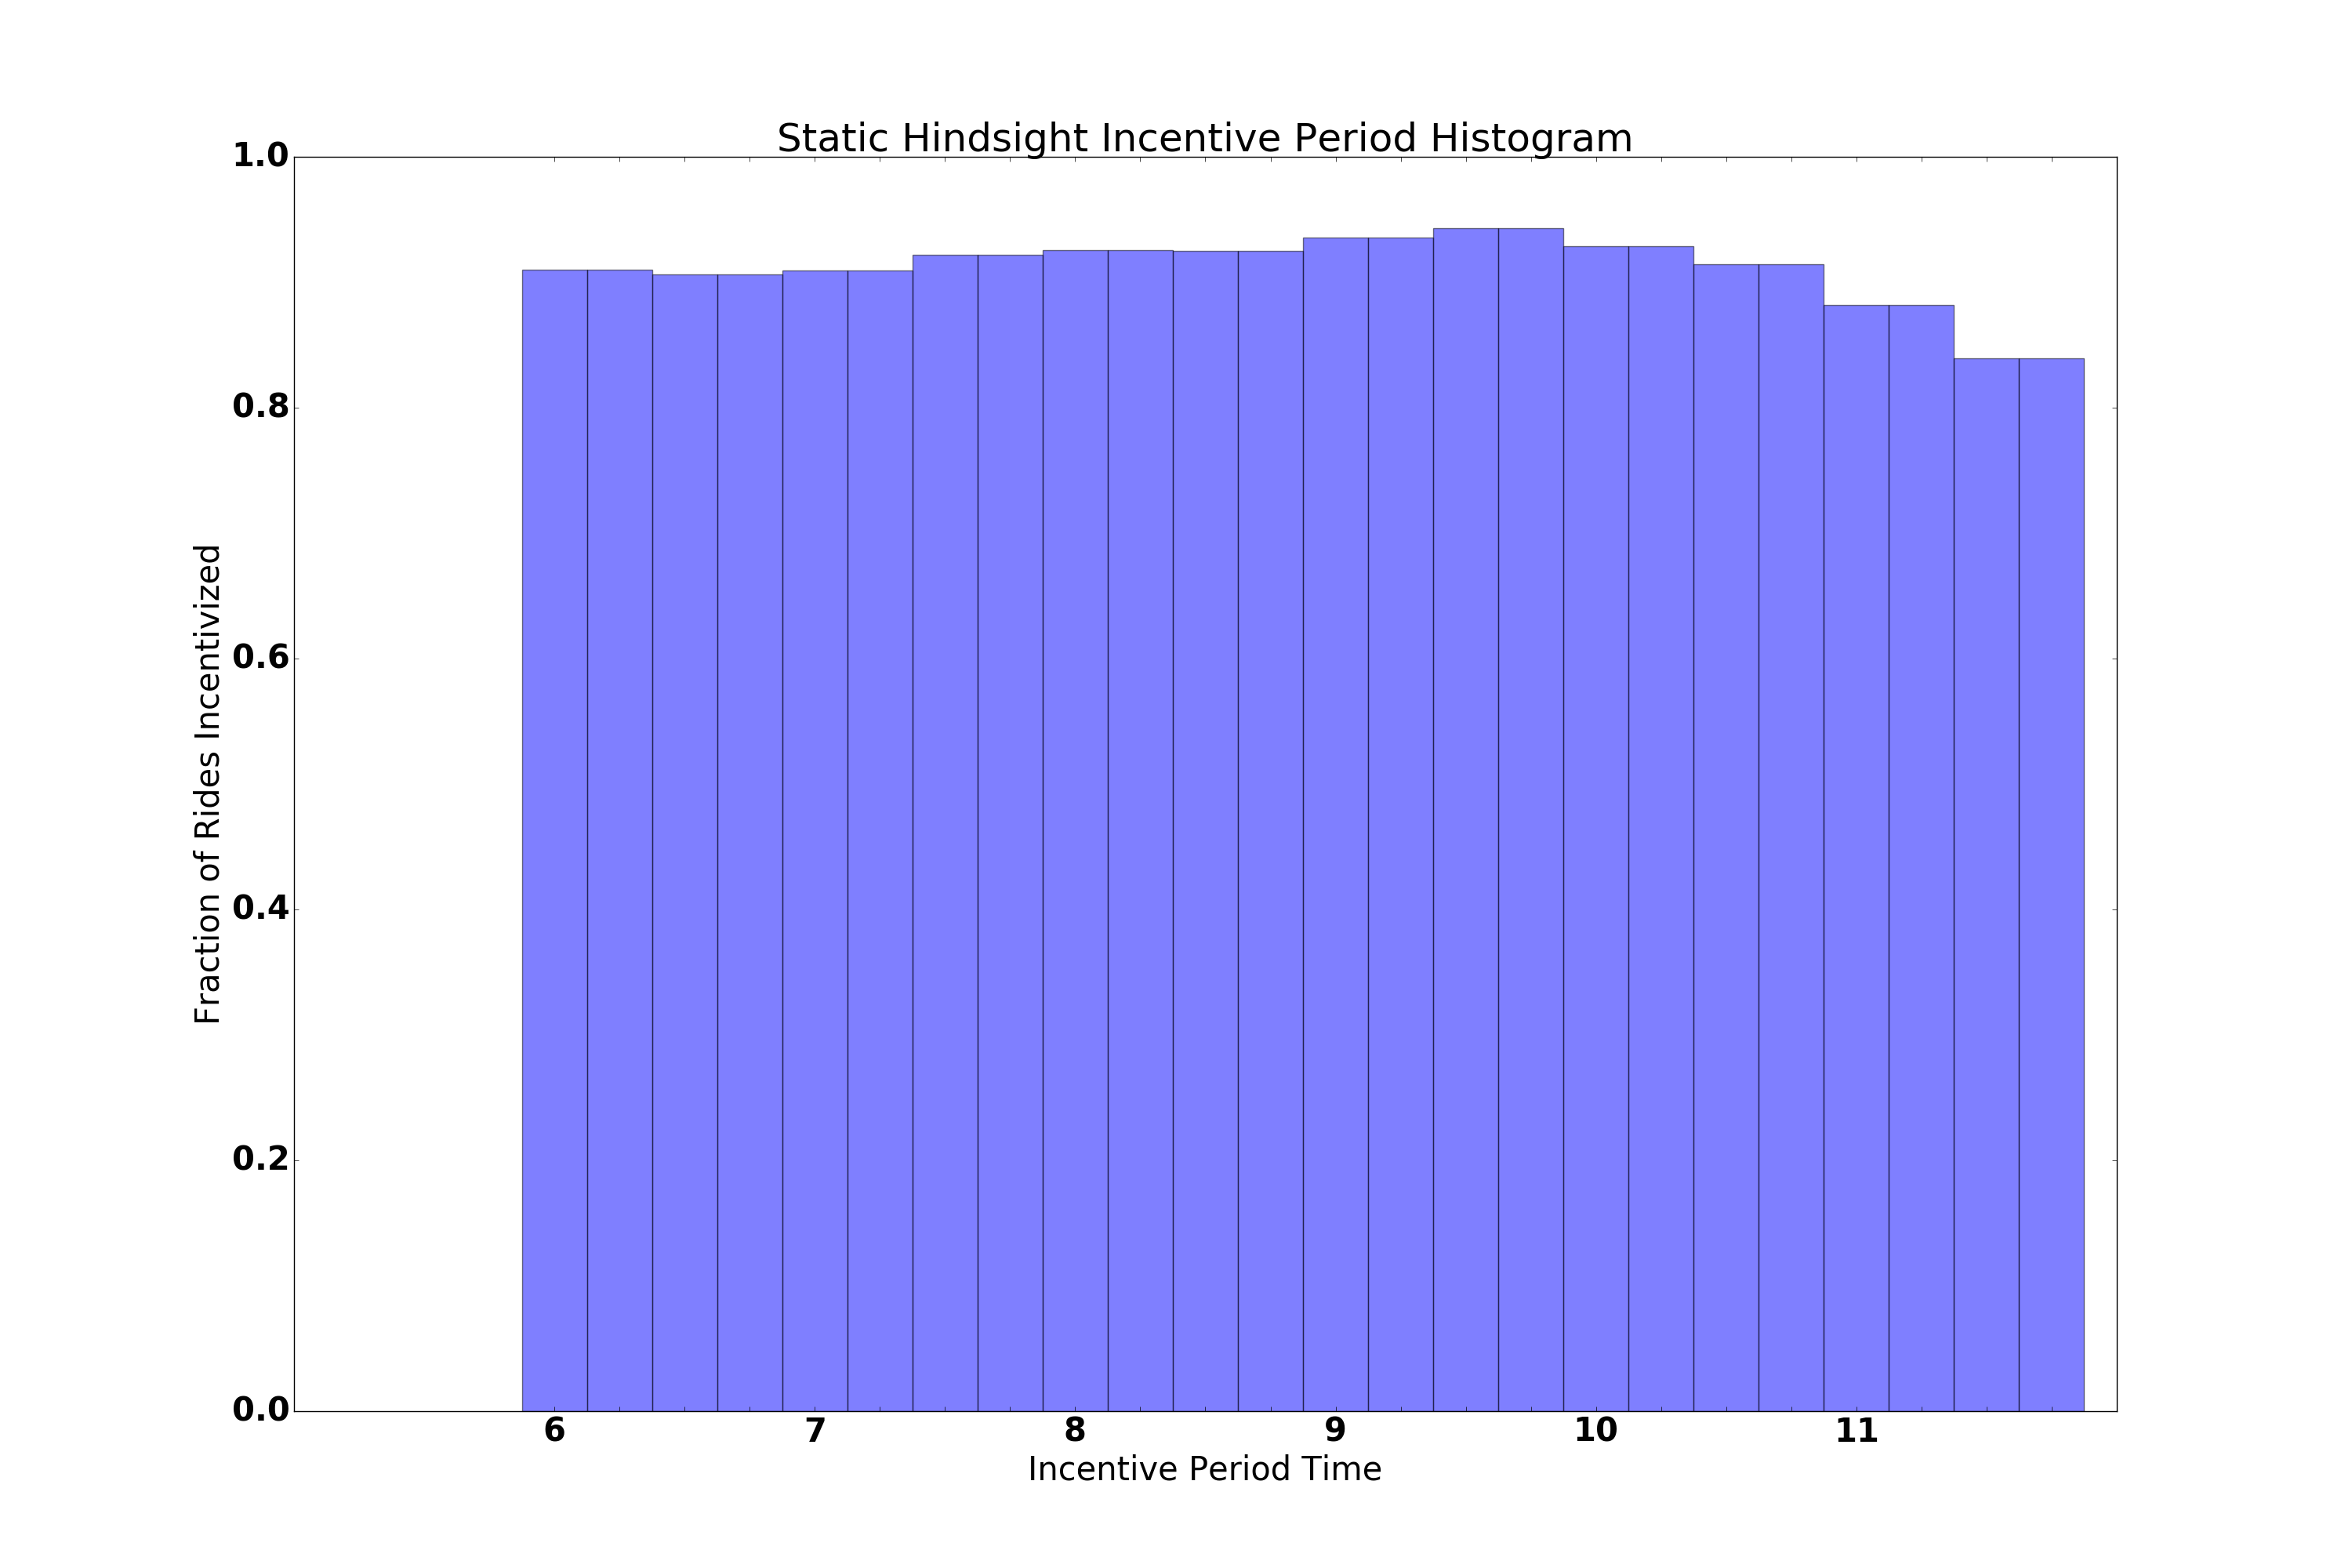 Static Hindsight Incentive Period Histogram
1.0
0.8
0.6
0.4
0.2
0.0
Fraction of Rides Incentivized
6 7 8 9 10 11
Incentive Period Time